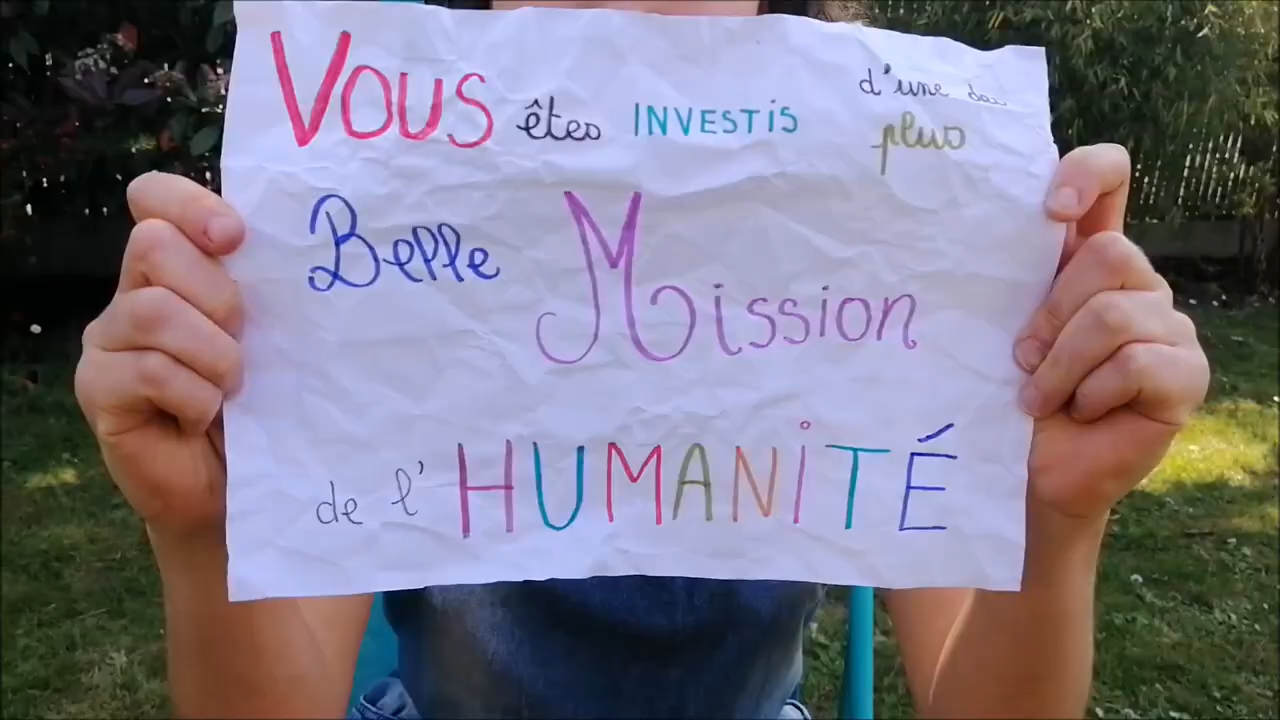 Vous êtes investis d'une des
plus
Belle Mission
de l'HUMANITÉ